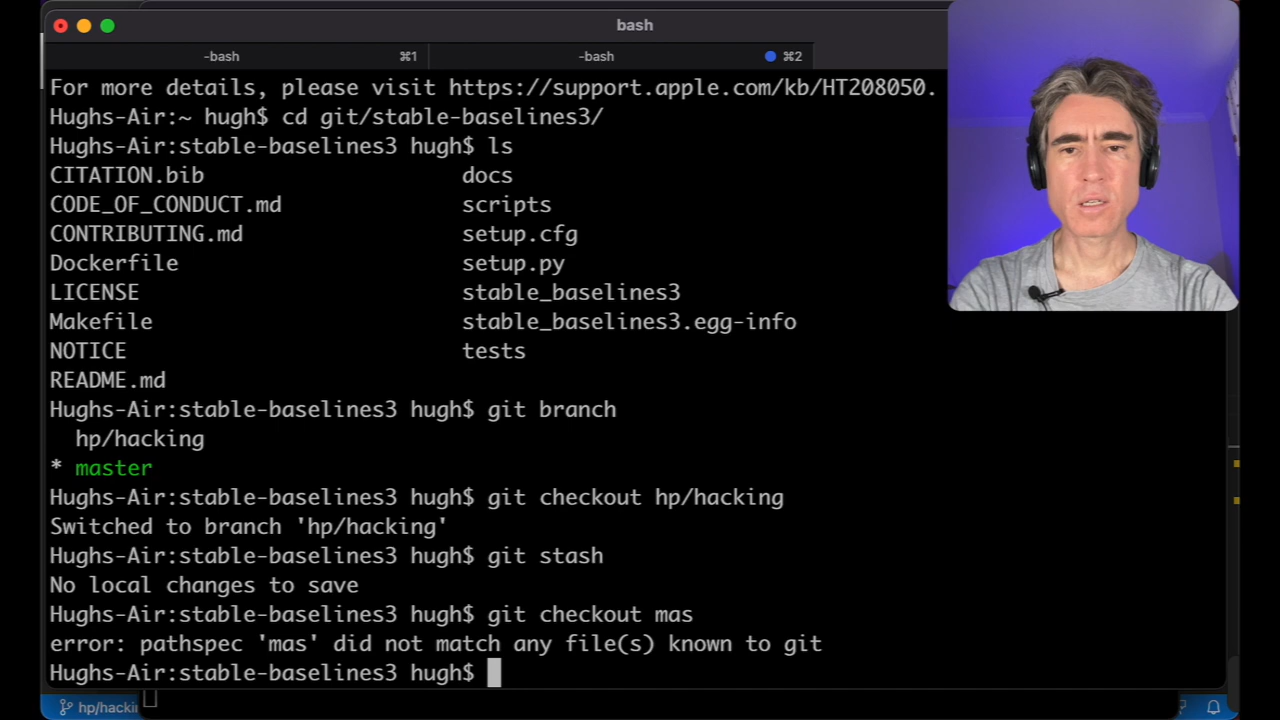 bash
-bash ⌘1 -bash ⌘2
For more details, please visit https://support.apple.com/kb/HT208050.
Hughs-Air:~ hugh$ cd git/stable-baselines3/
Hughs-Air:stable-baselines3 hugh$ ls
CITATION.bib docs
CODE_OF_CONDUCT.md scripts
CONTRIBUTING.md setup.cfg
Dockerfile setup.py
LICENSE stable_baselines3
Makefile stable_baselines3.egg-info
NOTICE tests
README.md
Hughs-Air:stable-baselines3 hugh$ git branch
hp/hacking
* master
Hughs-Air:stable-baselines3 hugh$ git checkout hp/hacking
Switched to branch 'hp/hacking'
Hughs-Air:stable-baselines3 hugh$ git stash
No local changes to save
Hughs-Air:stable-baselines3 hugh$ git checkout mas
error: pathspec 'mas' did not match any file(s) known to git
Hughs-Air:stable-baselines3 hugh$